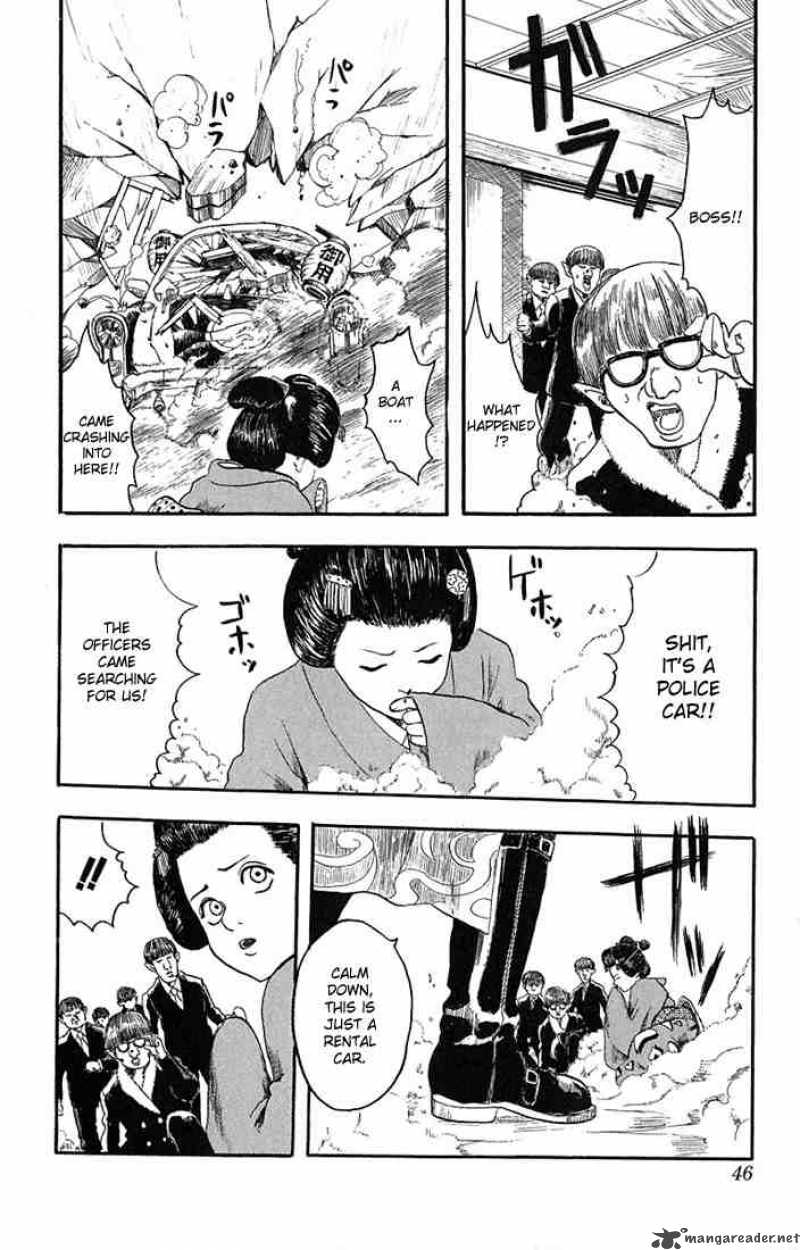 ガラッ
BOSS!!
WHAT
HAPPENED
!?
パラ
パラ
御用
御用
A
BOAT
...
CAME
CRASHING
INTO
HERE!!
ゲホッ
SHIT,
IT'S A
POLICE
CAR!!
ゴホッ
THE
OFFICERS
CAME
SEARCHING
FOR US!
CALM
DOWN,
THIS IS
JUST A
RENTAL
CAR.
!!
46
mangareader.net